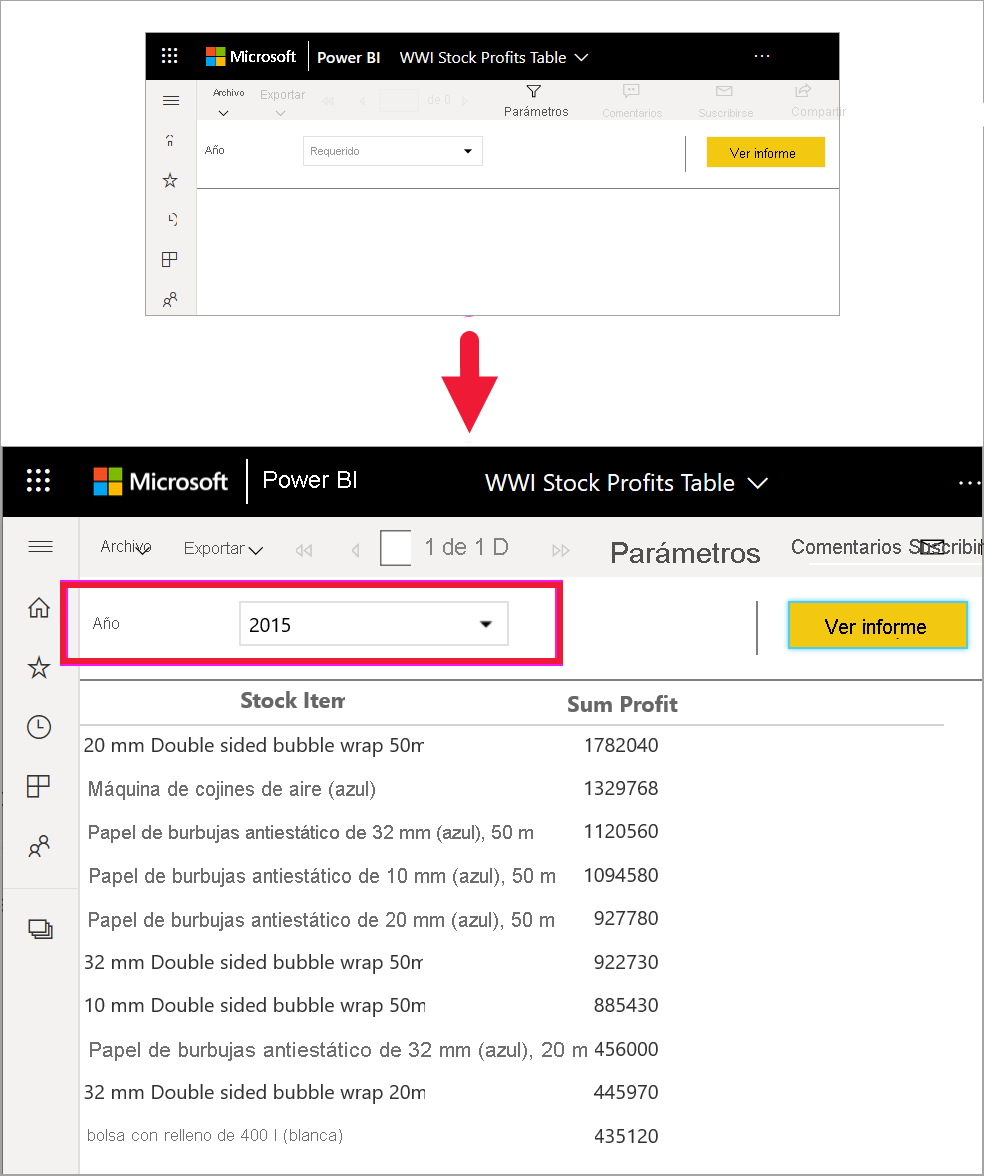 Microsoft Power BI WWI Stock Profits Table ...
Archivo Exportar de 0 Parámetros Comentarios Suscribirse Compartir
Año Requerido Ver informe
Microsoft Power BI WWI Stock Profits Table ...
Archivo Exportar 1 de 1 D Parámetros Comentarios Suscribir
Año 2015 Ver informe
Stock Item Sum Profit
20 mm Double sided bubble wrap 50m 1782040
Máquina de cojines de aire (azul) 1329768
Papel de burbujas antiestático de 32 mm (azul), 50 m 1120560
Papel de burbujas antiestático de 10 mm (azul), 50 m 1094580
Papel de burbujas antiestático de 20 mm (azul), 50 m 927780
32 mm Double sided bubble wrap 50m 922730
10 mm Double sided bubble wrap 50m 885430
Papel de burbujas antiestático de 32 mm (azul), 20 m 456000
32 mm Double sided bubble wrap 20m 445970
bolsa con relleno de 400 l (blanca) 435120